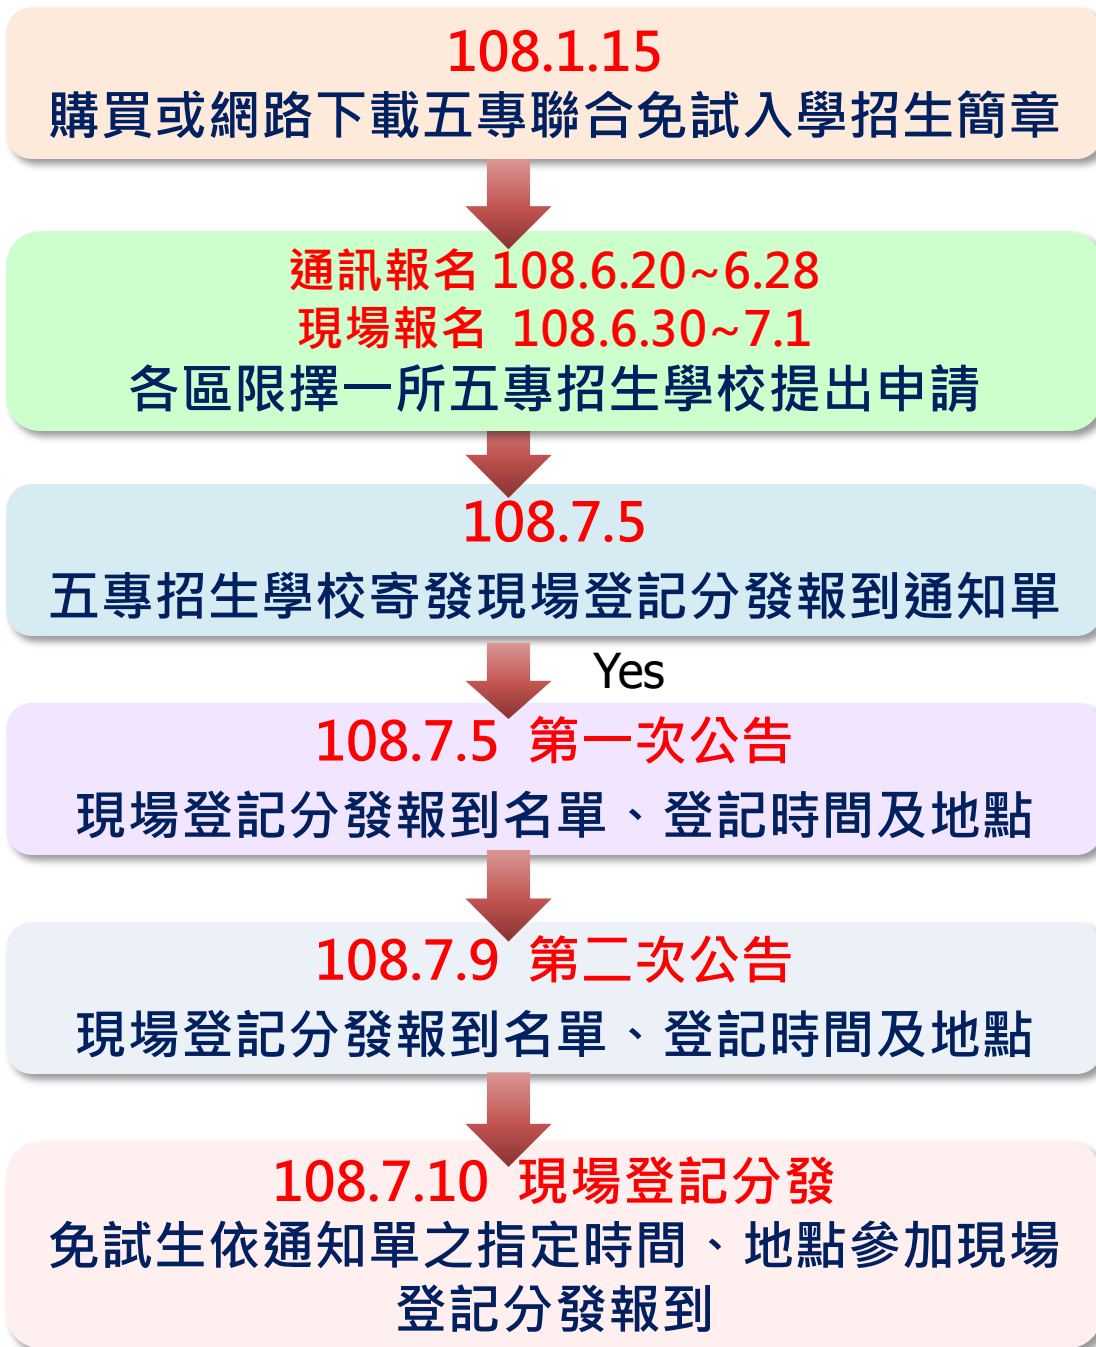 108.1.15
購買或網路下載五專聯合免試入學招生簡章
通訊報名 108.6.20~6.28
現場報名 108.6.30~7.1
各區限擇一所五專招生學校提出申請
108.7.5
五專招生學校寄發現場登記分發報到通知單
Yes
108.7.5 第一次公告
現場登記分發報到名單、登記時間及地點
108.7.9 第二次公告
現場登記分發報到名單、登記時間及地點
108.7.10 現場登記分發
免試生依通知單之指定時間、地點參加現場
登記分發報到